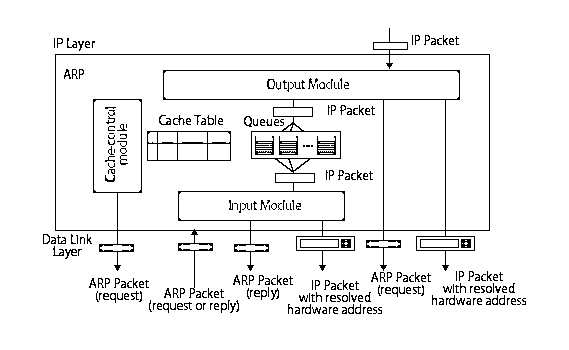 IP Layer
IP Packet
ARP
Output Module
IP Packet
Cache Table
Queues
Cache-control
module
IP Packet
Input Module
Data Link
Layer
ARP Packet
(request)
ARP Packet
(request or reply)
ARP Packet
(reply)
IP Packet
with resolved
hardware address
ARP Packet
(request)
IP Packet
with resolved
hardware address